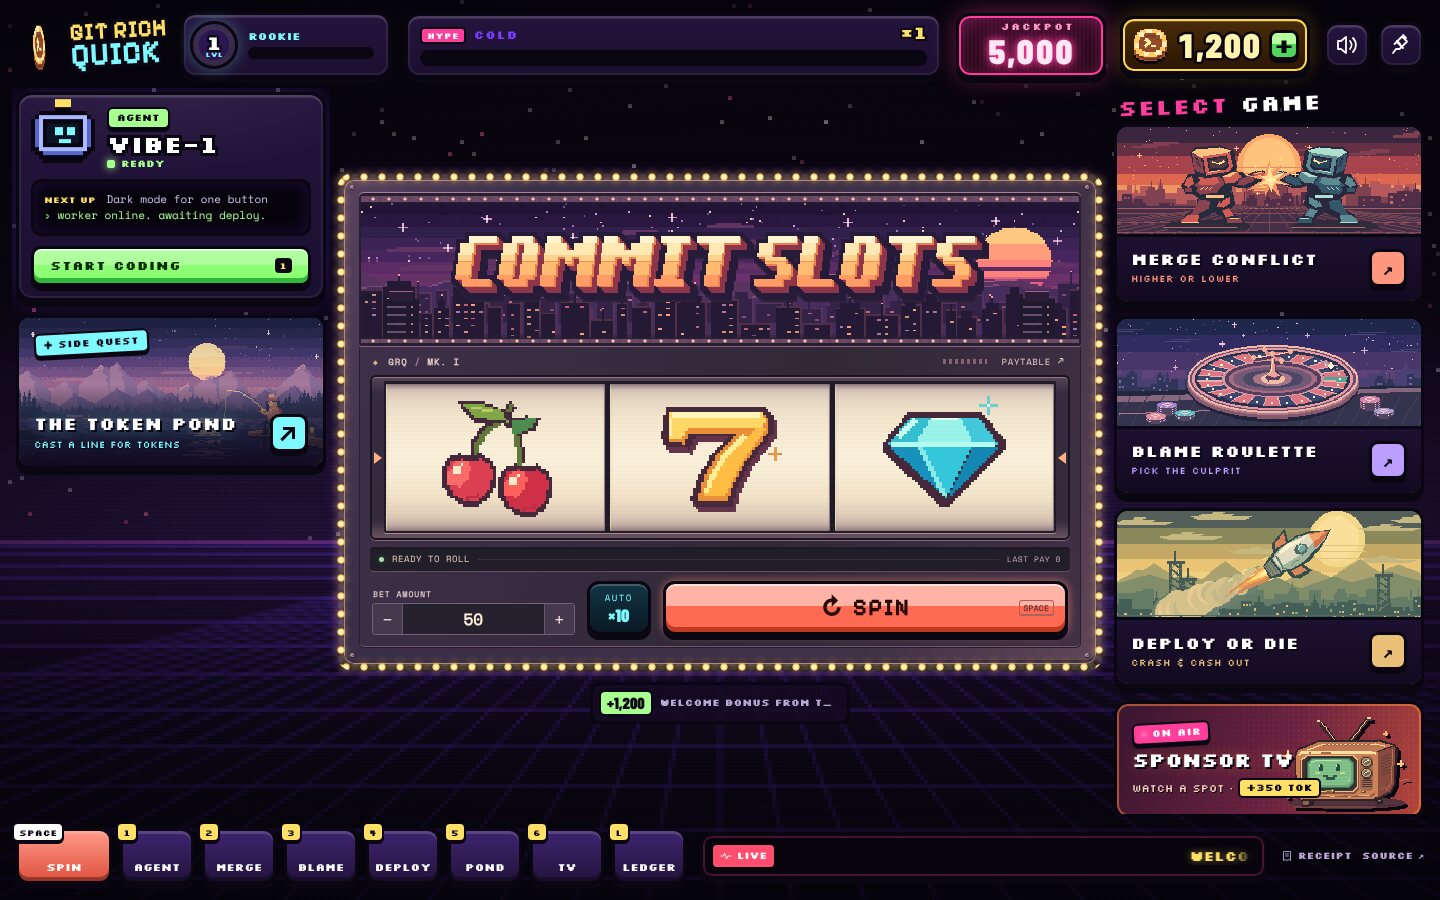 GIT RICH
QUICK
1
LVL
ROOKIE
HYPE COLD
×1
JACKPOT
5,000
1,200
AGENT
VIBE-1
READY
NEXT UP Dark mode for one button
› worker online. awaiting deploy.
START CODING 1
+ SIDE QUEST
THE TOKEN POND
CAST A LINE FOR TOKENS
COMMIT SLOTS
GRQ / MK. I
PAYTABLE ↗
7
READY TO ROLL
LAST PAY 0
BET AMOUNT
− 50 +
AUTO
×10
SPIN
SPACE
+1,200 WELCOME BONUS FROM T…
SELECT GAME
MERGE CONFLICT
HIGHER OR LOWER
BLAME ROULETTE
PICK THE CULPRIT
DEPLOY OR DIE
CRASH & CASH OUT
ON AIR
SPONSOR TV
WATCH A SPOT · +350 TOK
SPACE
SPIN
1
AGENT
2
MERGE
3
BLAME
4
DEPLOY
5
POND
6
TV
L
LEDGER
LIVE
WELCO
RECEIPT
SOURCE ↗